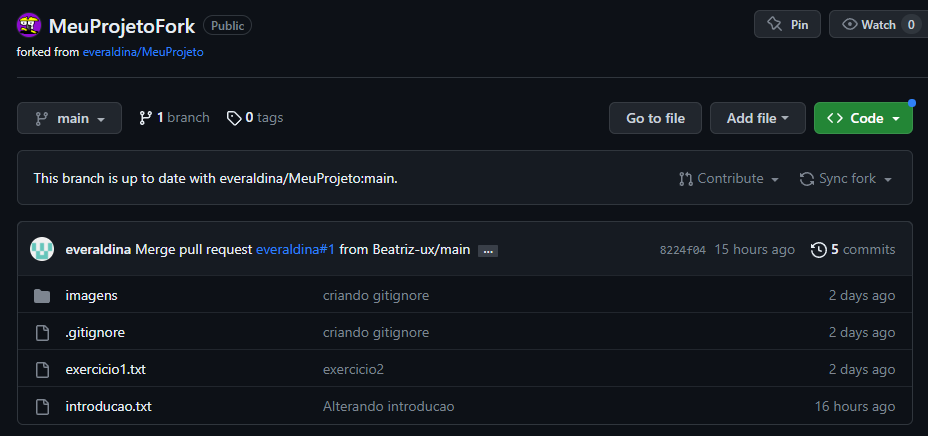 MeuProjetoFork Public Pin Watch 0
forked from everaldina/MeuProjeto
main 1 branch 0 tags Go to file Add file Code
This branch is up to date with everaldina/MeuProjeto:main. Contribute Sync fork
everaldina Merge pull request everaldina#1 from Beatriz-ux/main ... 8224f04 15 hours ago 5 commits
imagens criando gitignore 2 days ago
.gitignore criando gitignore 2 days ago
exercicio1.txt exercicio2 2 days ago
introducao.txt Alterando introducao 16 hours ago